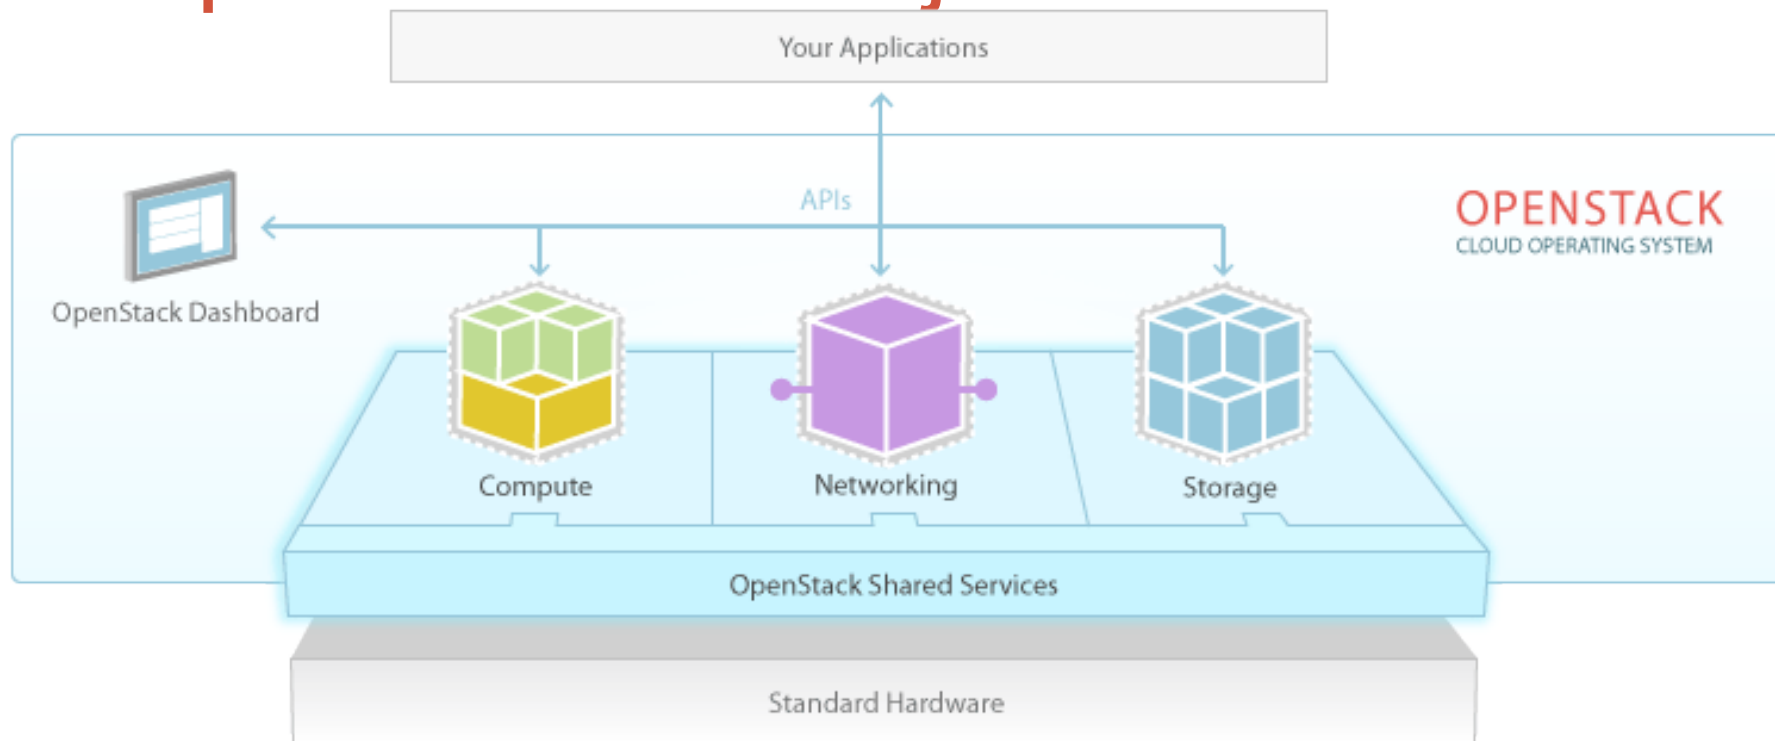 Your Applications
APIs
OPENSTACK
CLOUD OPERATING SYSTEM
OpenStack Dashboard
Compute
Networking
Storage
OpenStack Shared Services
Standard Hardware